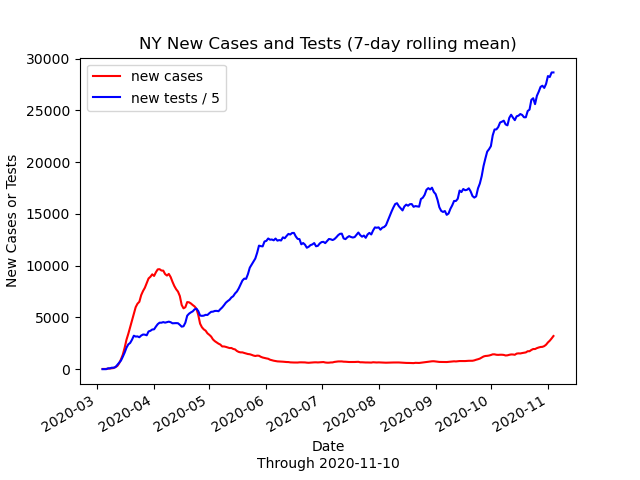 NY New Cases and Tests (7-day rolling mean)
new cases
new tests / 5
30000
25000
20000
15000
10000
5000
0
New Cases or Tests
2020-03
2020-04
2020-05
2020-06
2020-07
2020-08
2020-09
2020-10
2020-11
Date
Through 2020-11-10